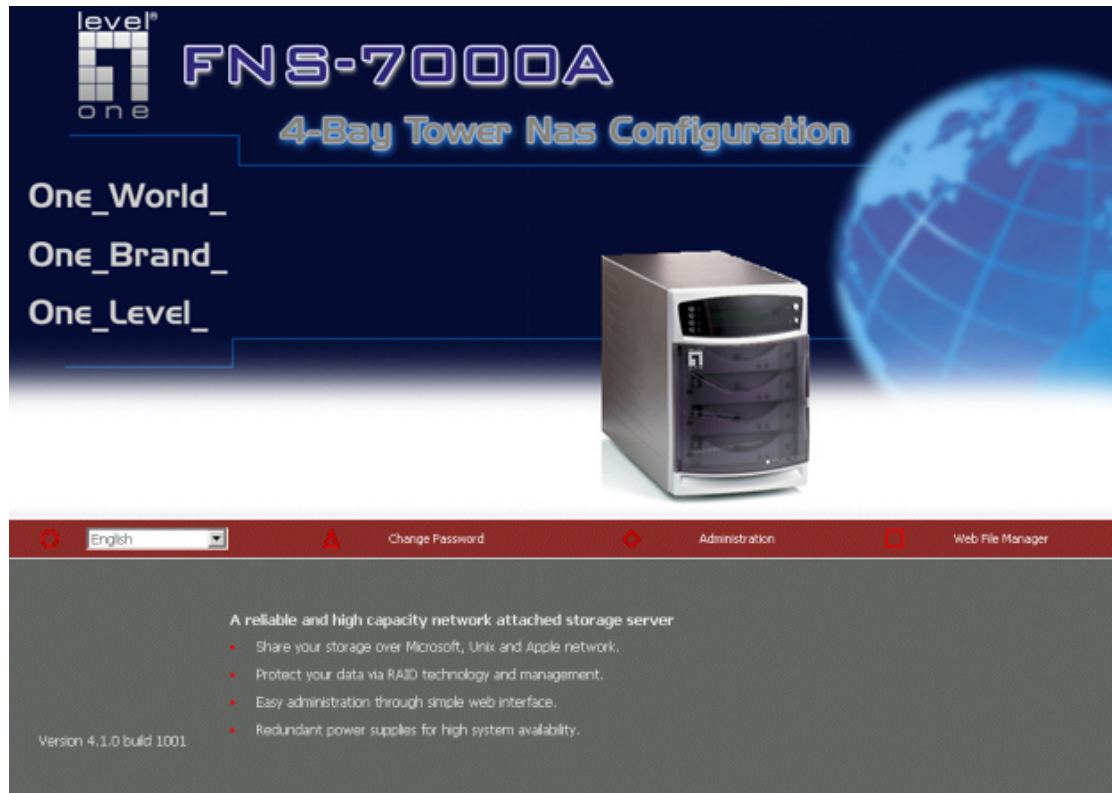 level®
one
FNS-7000A
4-Bay Tower Nas Configuration
One_World_
One_Brand_
One_Level_
English
Change Password
Administration
Web File Manager
A reliable and high capacity network attached storage server
Share your storage over Microsoft, Unix and Apple network.
Protect your data via RAID technology and management.
Easy administration through simple web interface.
Redundant power supplies for high system availability.
Version 4.1.0 build 1001